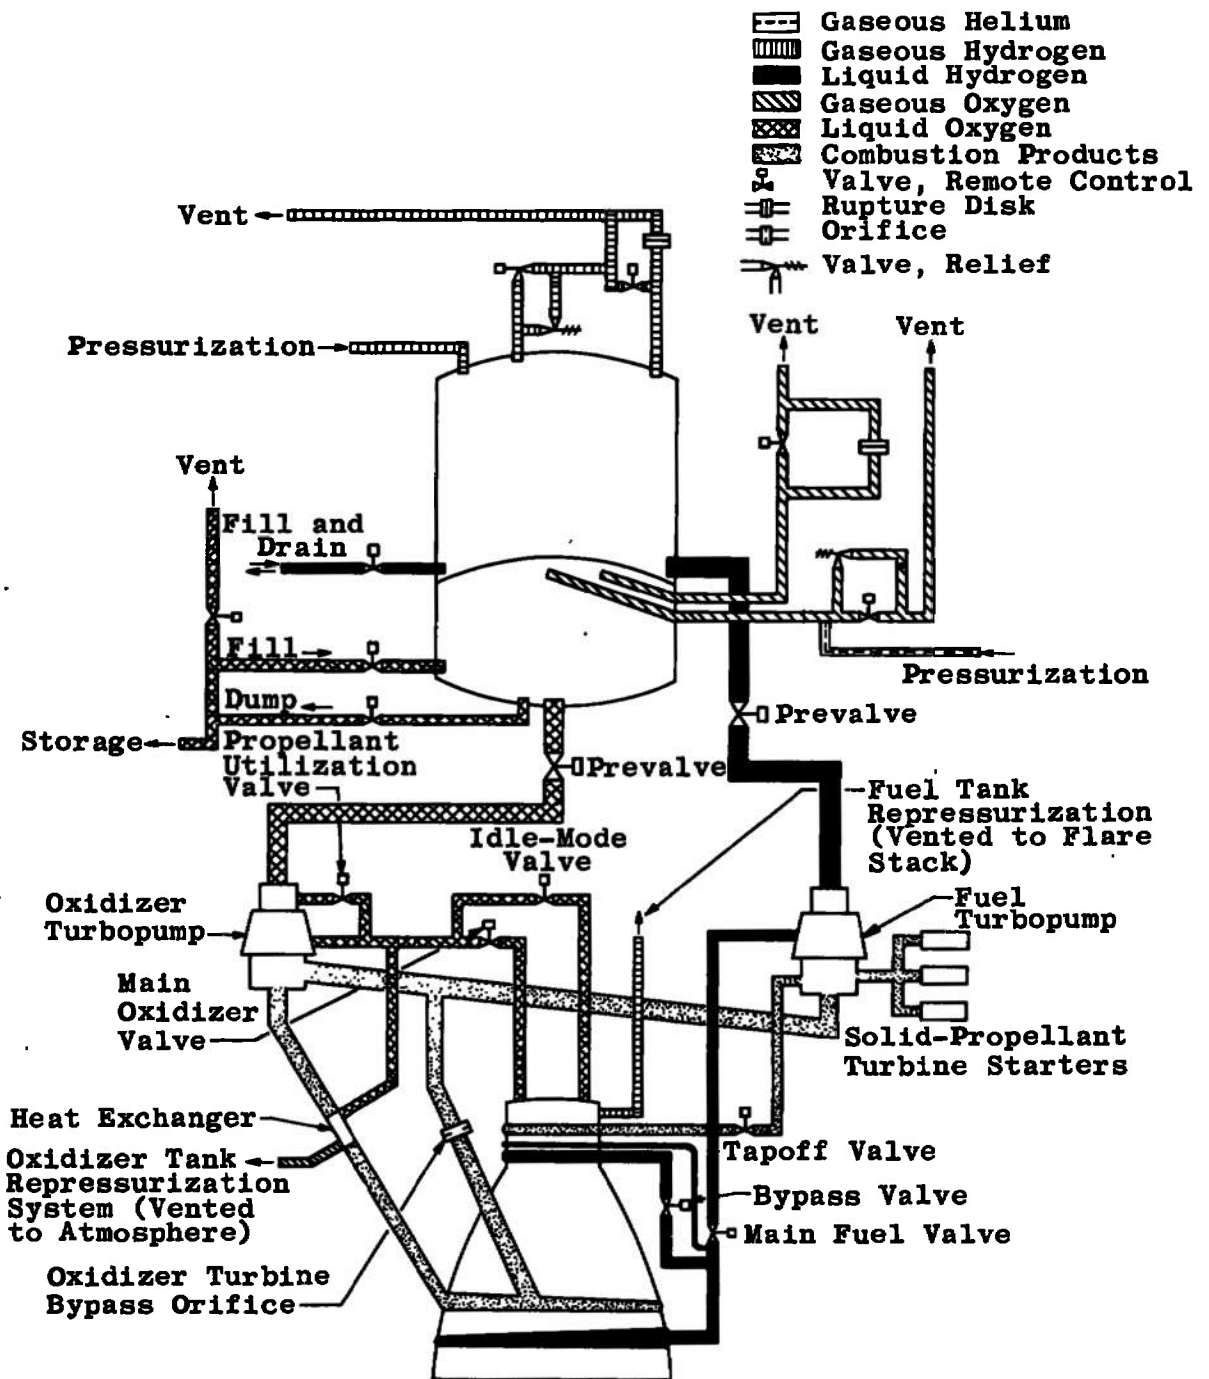 Gaseous Helium
Gaseous Hydrogen
Liquid Hydrogen
Gaseous Oxygen
Liquid Oxygen
Combustion Products
Valve, Remote Control
Rupture Disk
Orifice
Valve, Relief
Vent
Vent
Vent
Pressurization
Vent
Fill and
Drain
Fill
Dump
Storage
Pressurization
Prevalve
Prevalve
Propellant
Utilization
Valve
Idle-Mode
Valve
Fuel Tank
Repressurization
(Vented to Flare
Stack)
Oxidizer
Turbopump
Fuel
Turbopump
Main
Oxidizer
Valve
Solid-Propellant
Turbine Starters
Heat Exchanger
Oxidizer Tank
Repressurization
System (Vented
to Atmosphere)
Tapoff Valve
Bypass Valve
Main Fuel Valve
Oxidizer Turbine
Bypass Orifice